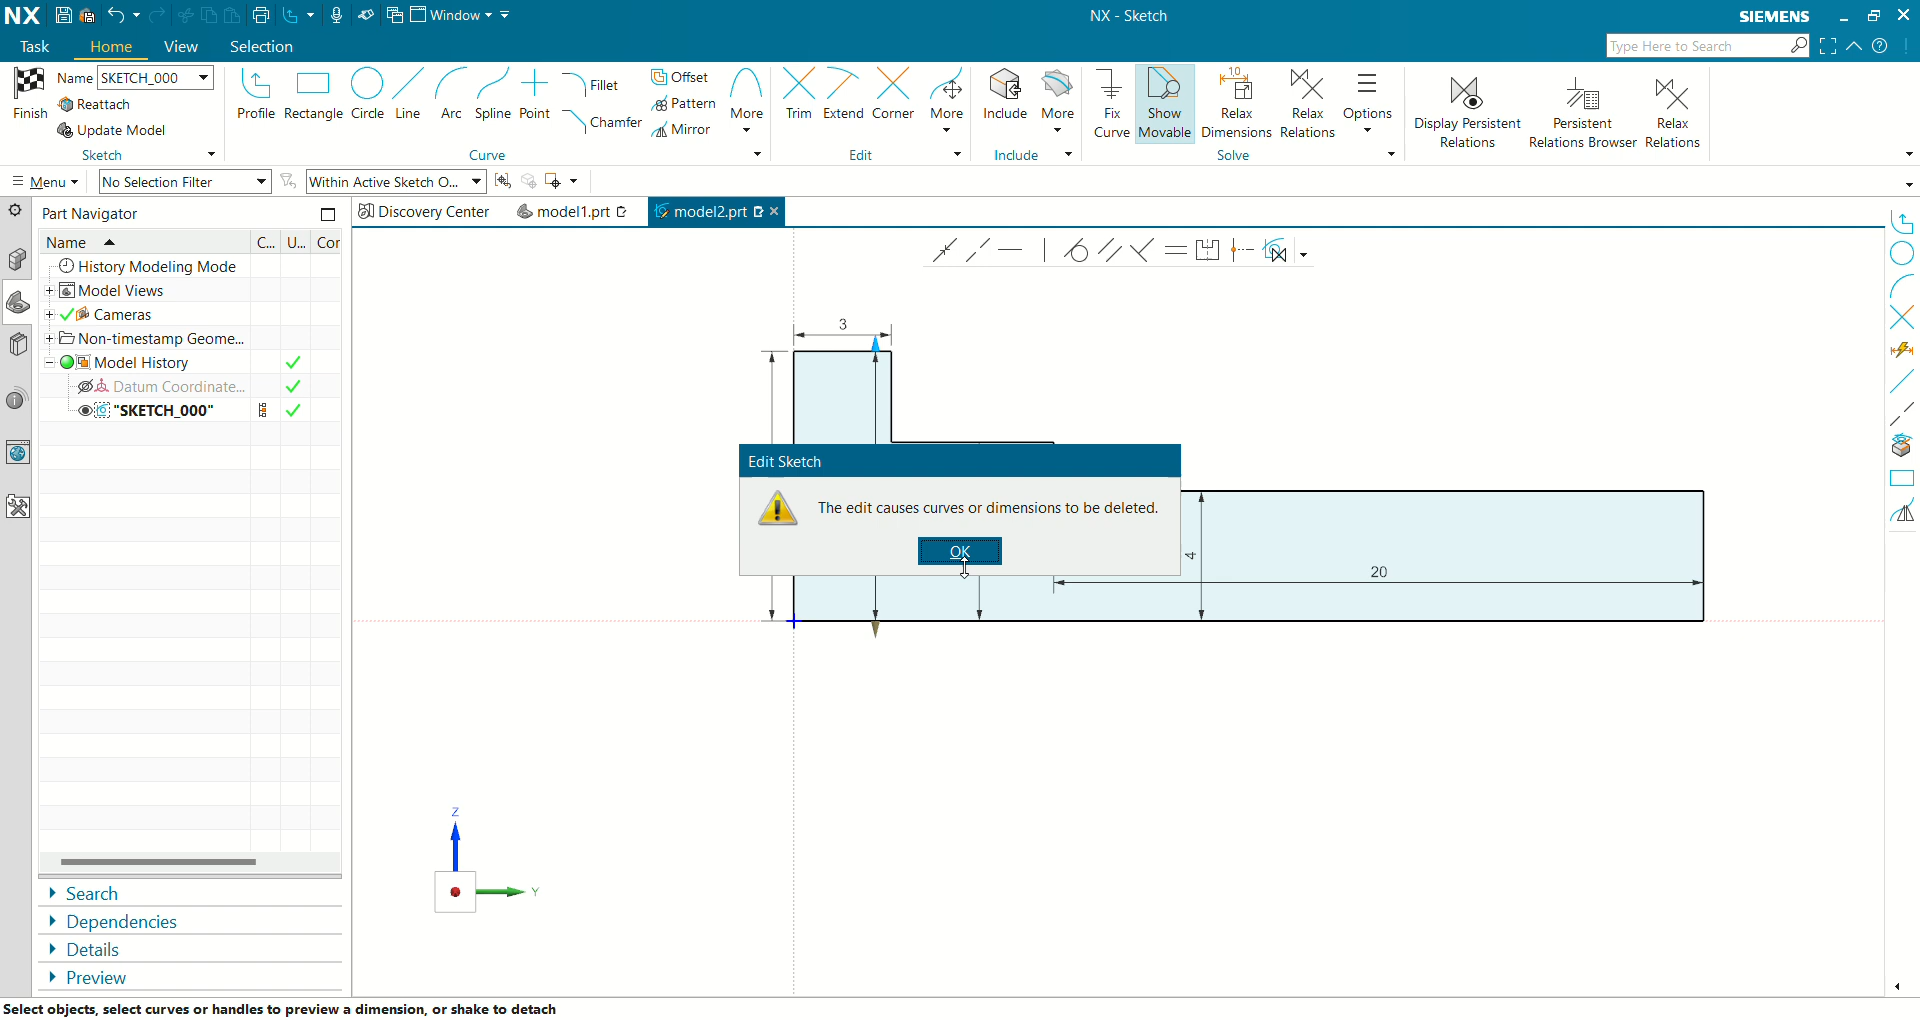 NX Window NX - Sketch SIEMENS
Task Home View Selection Type Here to Search
Finish
Name SKETCH_000
Reattach
Update Model
Sketch
Profile Rectangle Circle Line Arc Spline Point
Fillet
Chamfer
Offset
Pattern
Mirror
More
Curve
Trim Extend Corner More
Edit
Include More
Include
Fix
Curve
Show
Movable
Relax
Dimensions
Relax
Relations
Options
Solve
Display Persistent
Relations
Persistent
Relations Browser
Relax
Relations
Menu No Selection Filter Within Active Sketch O...
Part Navigator
Discovery Center model1.prt model2.prt
Name C... U... Cor
History Modeling Mode
Model Views
Cameras
Non-timestamp Geome...
Model History
Datum Coordinate...
"SKETCH_000"
3
Edit Sketch
The edit causes curves or dimensions to be deleted.
OK
4
20
Z
Y
Search
Dependencies
Details
Preview
Select objects, select curves or handles to preview a dimension, or shake to detach